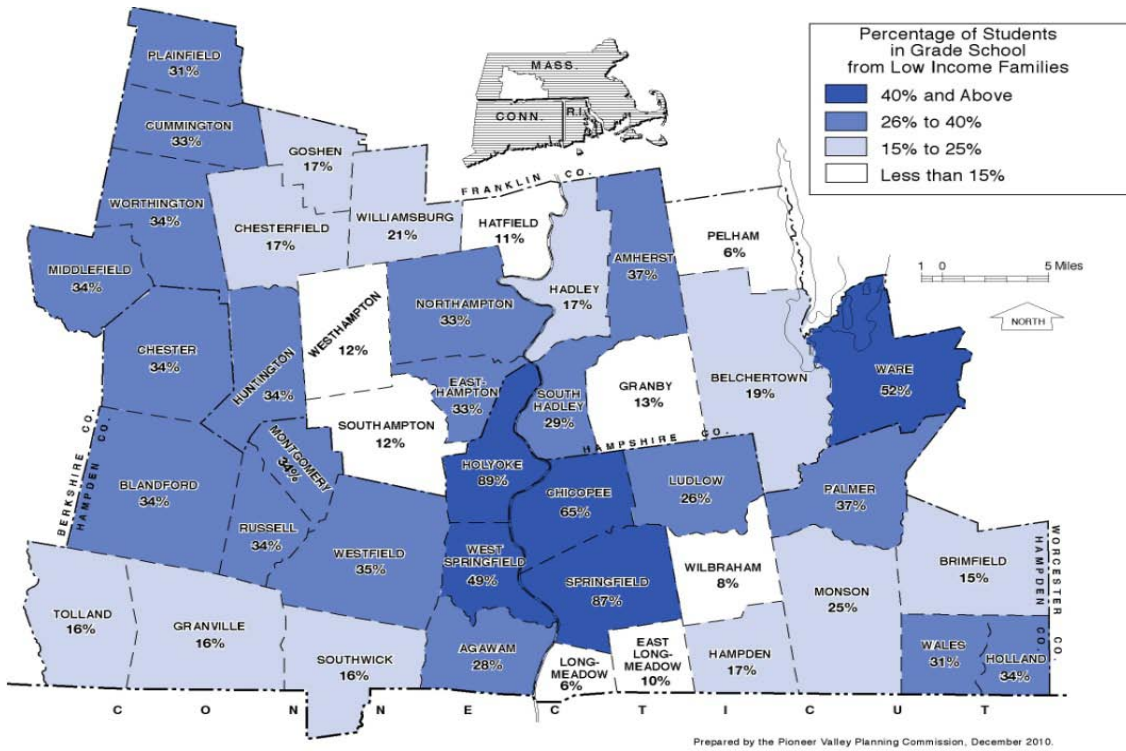 Percentage of Students
in Grade School
from Low Income Families
40% and Above
26% to 40%
15% to 25%
Less than 15%
MASS.
CONN.
R.I.
1 0 5 Miles
NORTH
FRANKLIN CO.
PLAINFIELD
31%
CUMMINGTON
33%
GOSHEN
17%
WORTHINGTON
34%
CHESTERFIELD
17%
WILLIAMSBURG
21%
HATFIELD
11%
PELHAM
6%
AMHERST
37%
MIDDLEFIELD
34%
HADLEY
17%
NORTHAMPTON
33%
WESTHAMPTON
12%
CHESTER
34%
HUNTINGTON
34%
EAST-
HAMPTON
33%
SOUTH
HADLEY
29%
GRANBY
13%
BELCHERTOWN
19%
WARE
52%
SOUTHAMPTON
12%
MONTGOMERY
34%
HAMPSHIRE CO.
BERKSHIRE CO.
HAMPDEN CO.
BLANDFORD
34%
RUSSELL
34%
HOLYOKE
89%
CHICOPEE
65%
LUDLOW
26%
PALMER
37%
WESTFIELD
35%
WEST
SPRINGFIELD
49%
SPRINGFIELD
87%
WILBRAHAM
8%
MONSON
25%
BRIMFIELD
15%
HAMPDEN CO.
WORCESTER CO.
TOLLAND
16%
GRANVILLE
16%
SOUTHWICK
16%
AGAWAM
28%
LONG-
MEADOW
6%
EAST
LONG-
MEADOW
10%
HAMPDEN
17%
WALES
31%
HOLLAND
34%
CONNECTICUT
Prepared by the Pioneer Valley Planning Commission, December 2010.